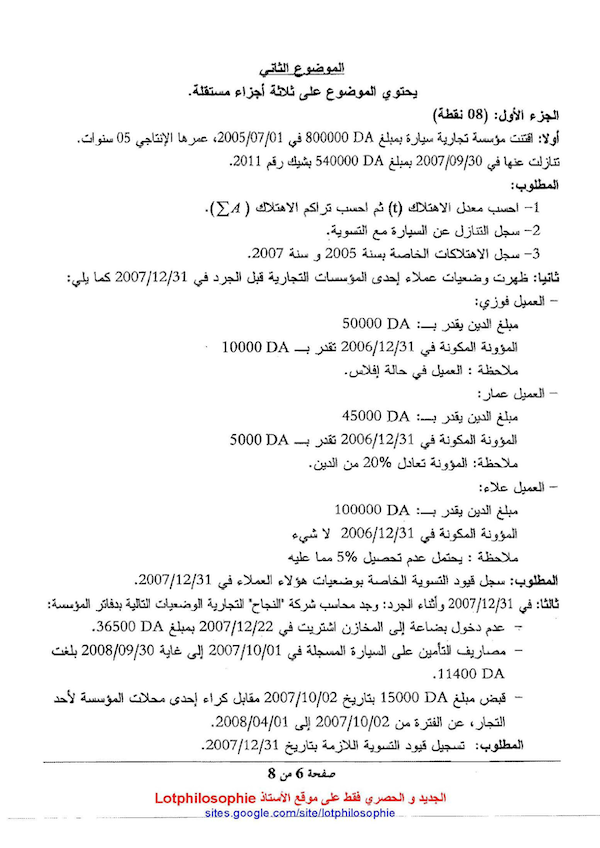 الموضوع الثاني
يحتوي الموضوع على ثلاثة أجزاء مستقلة.
الجزء الأول: (08 نقطة)
أولا: اقتنت مؤسسة تجارية سيارة بمبلغ 800000 DA في 2005/07/01، عمرها الإنتاجي 05 سنوات.
تنازلت عنها في 2007/09/30 بمبلغ 540000 DA بشيك رقم 2011.
المطلوب:
1- احسب معدل الاهتلاك (t) ثم احسب تراكم الاهتلاك (∑A).
2- سجل التنازل عن السيارة مع التسوية.
3- سجل الاهتلاكات الخاصة بسنة 2005 و سنة 2007.
ثانيا: ظهرت وضعيات عملاء إحدى المؤسسات التجارية قبل الجرد في 2007/12/31 كما يلي:
– العميل فوزي:
مبلغ الدين يقدر بـــ: 50000 DA
المؤونة المكونة في 2006/12/31 تقدر بـــ 10000 DA
ملاحظة : العميل في حالة إفلاس.
– العميل عمار:
مبلغ الدين يقدر بـــ: 45000 DA
المؤونة المكونة في 2006/12/31 تقدر بـــ 5000 DA
ملاحظة: المؤونة تعادل 20% من الدين.
– العميل علاء:
مبلغ الدين يقدر بـــ: 100000 DA
المؤونة المكونة في 2006/12/31 لا شيء
ملاحظة : يحتمل عدم تحصيل 5% مما عليه
المطلوب: سجل قيود التسوية الخاصة بوضعيات هؤلاء العملاء في 2007/12/31.
ثالثا: في 2007/12/31 وأثناء الجرد: وجد محاسب شركة "النجاح" التجارية الوضعيات التالية بدفاتر المؤسسة:
– عدم دخول بضاعة إلى المخازن اشتريت في 2007/12/22 بمبلغ 36500 DA.
– مصاريف التأمين على السيارة المسجلة في 2007/10/01 إلى غاية 2008/09/30 بلغت
11400 DA.
– قبض مبلغ 15000 DA بتاريخ 2007/10/02 مقابل كراء إحدى محلات المؤسسة لأحد
التجار، عن الفترة من 2007/10/02 إلى 2008/04/01.
المطلوب: تسجيل قيود التسوية اللازمة بتاريخ 2007/12/31.
صفحة 6 من 8
الجديد و الحصري فقط على موقع الأستاذ Lotphilosophie
sites.google.com/site/lotphilosophie